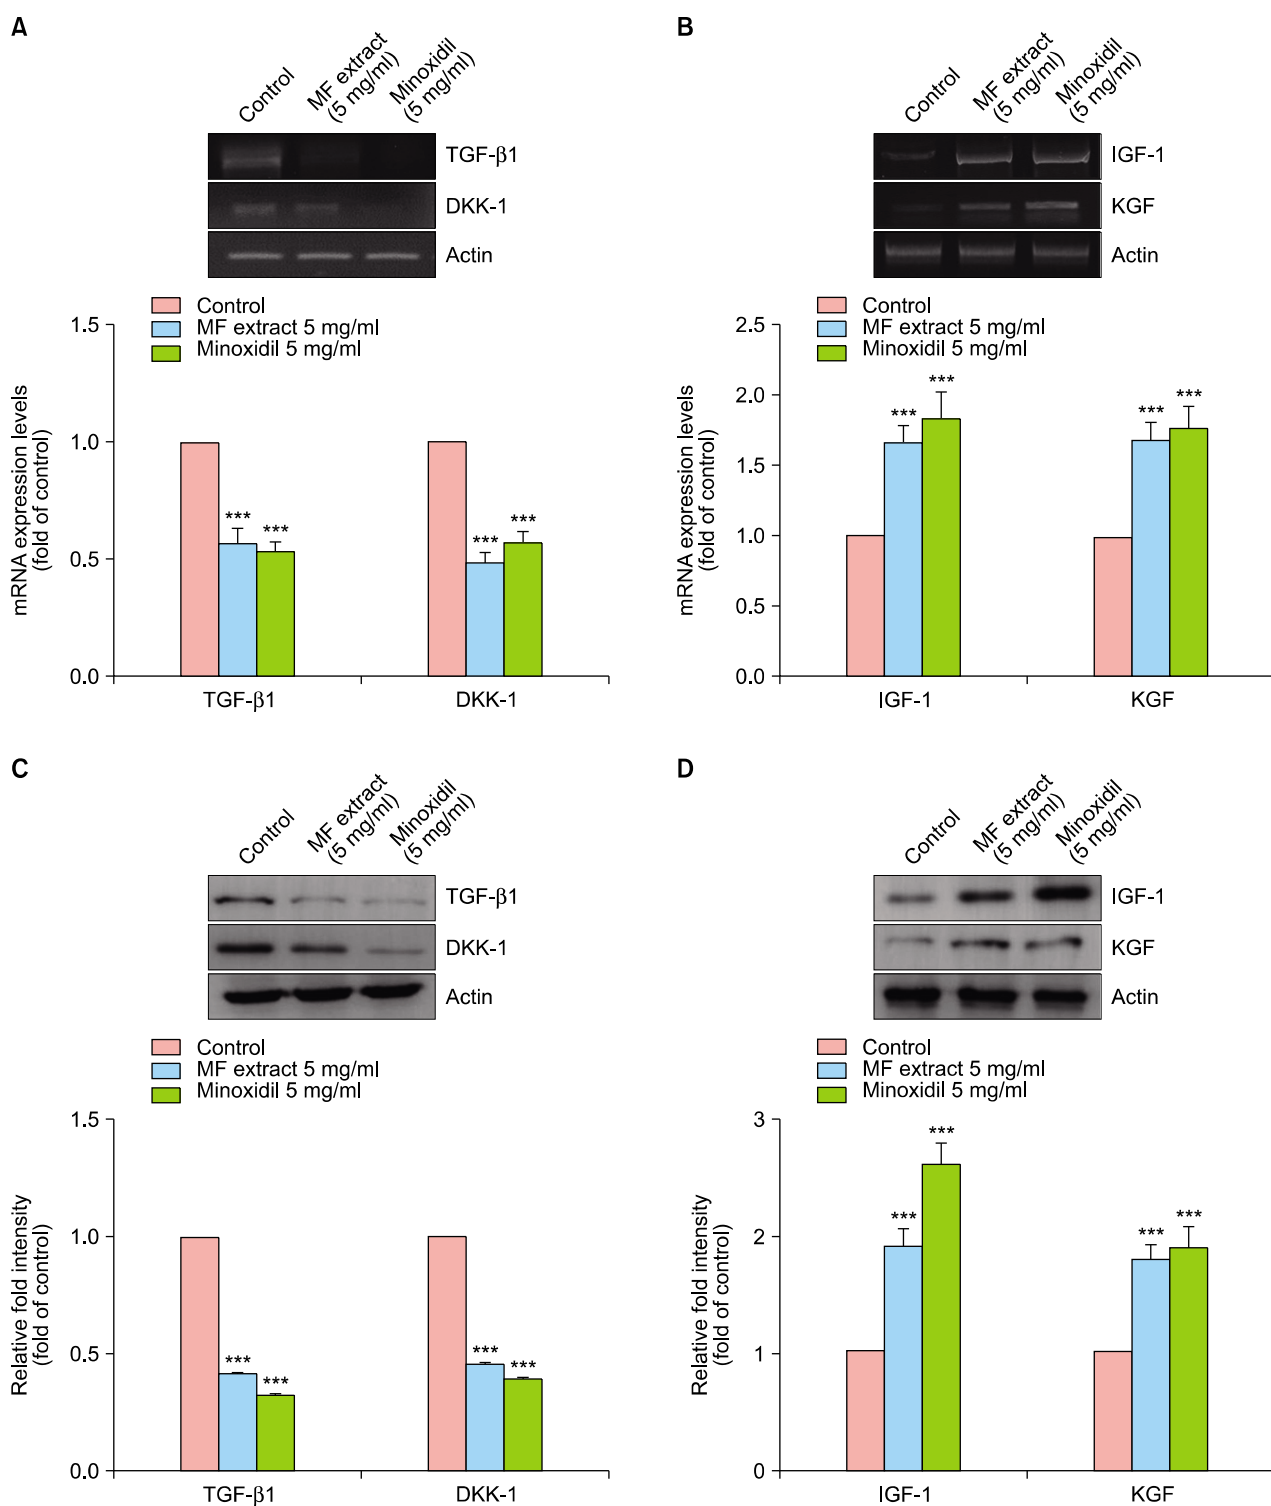 A
Control
MF extract
(5 mg/ml)
Minoxidil
(5 mg/ml)
TGF-β1
DKK-1
Actin
Control
MF extract 5 mg/ml
Minoxidil 5 mg/ml
mRNA expression levels
(fold of control)
1.5
1.0
0.5
0.0
***
***
***
***
TGF-β1
DKK-1
B
Control
MF extract
(5 mg/ml)
Minoxidil
(5 mg/ml)
IGF-1
KGF
Actin
Control
MF extract 5 mg/ml
Minoxidil 5 mg/ml
mRNA expression levels
(fold of control)
2.5
2.0
1.5
1.0
0.5
0.0
***
***
***
***
IGF-1
KGF
C
Control
MF extract
(5 mg/ml)
Minoxidil
(5 mg/ml)
TGF-β1
DKK-1
Actin
Control
MF extract 5 mg/ml
Minoxidil 5 mg/ml
Relative fold intensity
(fold of control)
1.5
1.0
0.5
0.0
***
***
***
***
TGF-β1
DKK-1
D
Control
MF extract
(5 mg/ml)
Minoxidil
(5 mg/ml)
IGF-1
KGF
Actin
Control
MF extract 5 mg/ml
Minoxidil 5 mg/ml
Relative fold intensity
(fold of control)
3
2
1
0
***
***
***
***
IGF-1
KGF